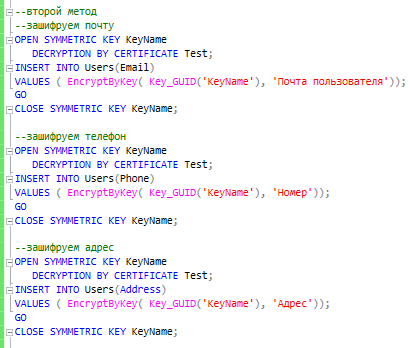 --второй метод
--зашифруем почту
OPEN SYMMETRIC KEY KeyName
DECRYPTION BY CERTIFICATE Test;
INSERT INTO Users(Email)
VALUES ( EncryptByKey( Key_GUID('KeyName'), 'Почта пользователя'));
GO
CLOSE SYMMETRIC KEY KeyName;
--зашифруем телефон
OPEN SYMMETRIC KEY KeyName
DECRYPTION BY CERTIFICATE Test;
INSERT INTO Users(Phone)
VALUES ( EncryptByKey( Key_GUID('KeyName'), 'Номер'));
GO
CLOSE SYMMETRIC KEY KeyName;
--зашифруем адрес
OPEN SYMMETRIC KEY KeyName
DECRYPTION BY CERTIFICATE Test;
INSERT INTO Users(Address)
VALUES ( EncryptByKey( Key_GUID('KeyName'), 'Адрес'));
GO
CLOSE SYMMETRIC KEY KeyName;